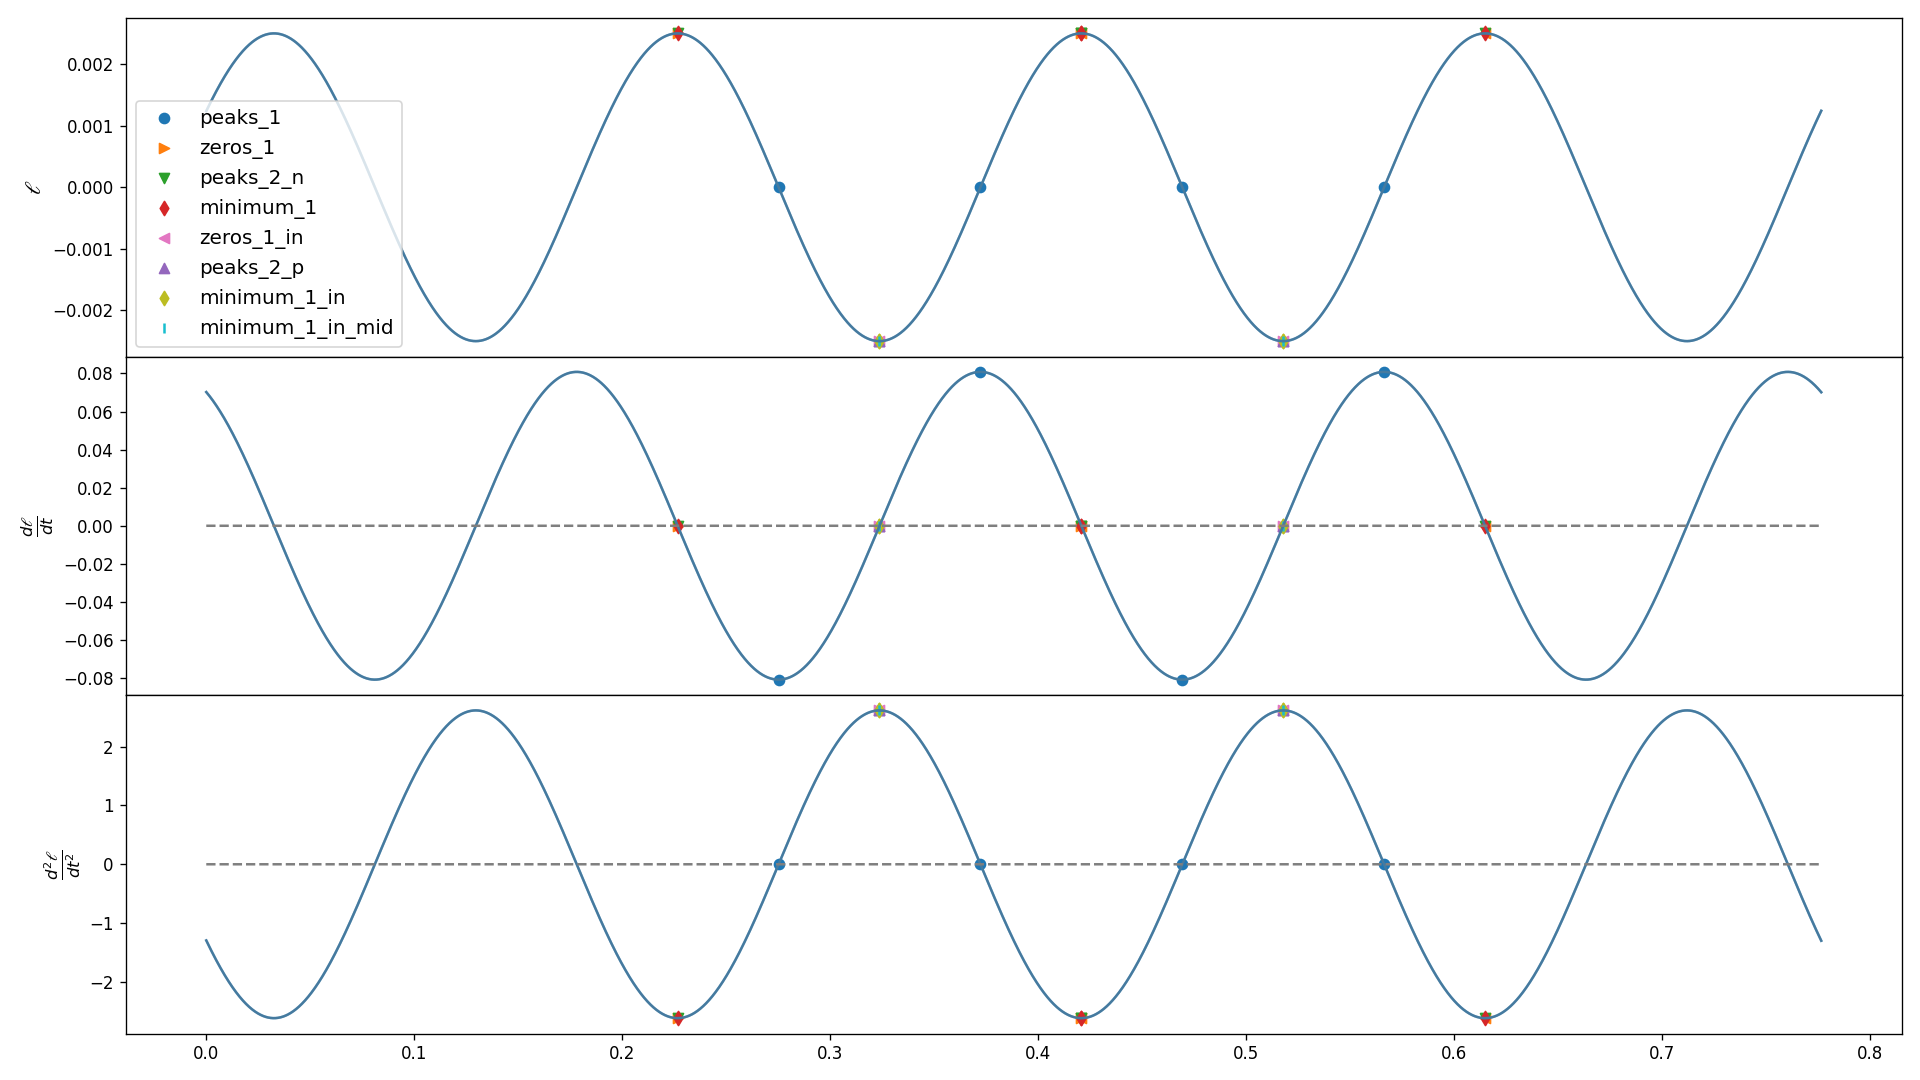 0.002
0.001
0.000
−0.001
−0.002
ℓ
peaks_1
zeros_1
peaks_2_n
minimum_1
zeros_1_in
peaks_2_p
minimum_1_in
minimum_1_in_mid
0.08
0.06
0.04
0.02
0.00
−0.02
−0.04
−0.06
−0.08
dℓ
dt
2
1
0
−1
−2
d²ℓ
dt²
0.0 0.1 0.2 0.3 0.4 0.5 0.6 0.7 0.8